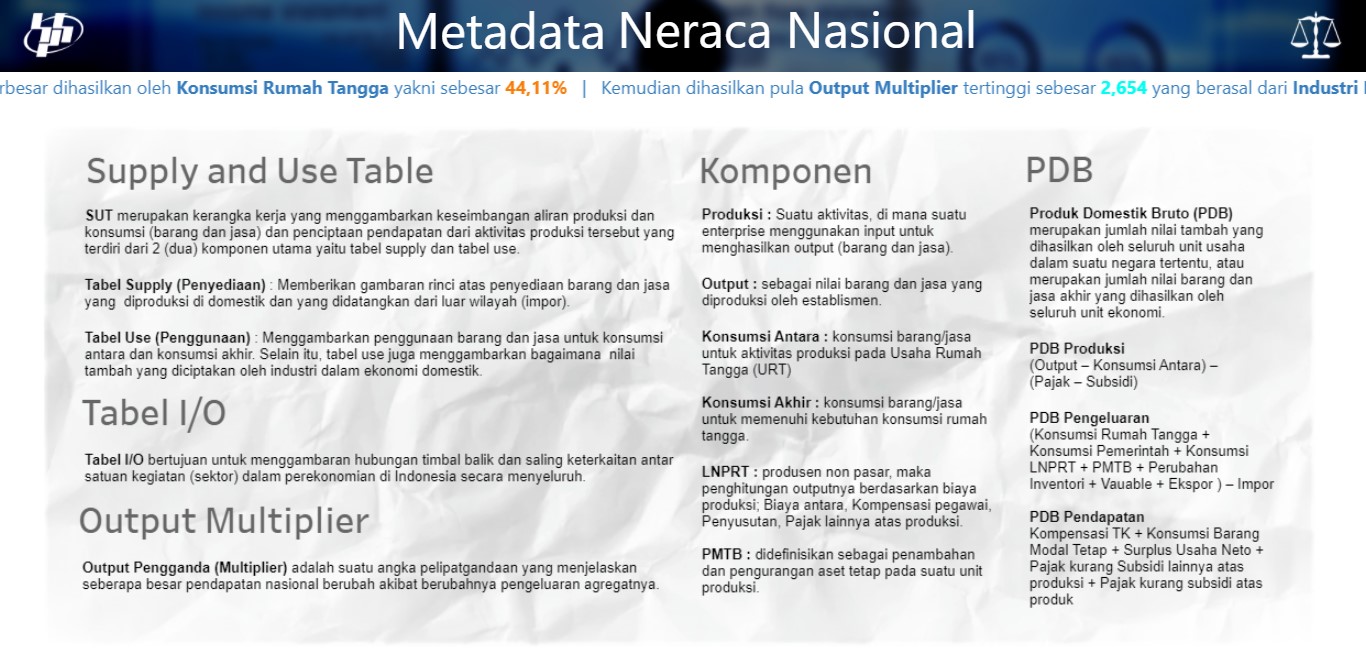 Metadata Neraca Nasional
rbesar dihasilkan oleh Konsumsi Rumah Tangga yakni sebesar 44,11% | Kemudian dihasilkan pula Output Multiplier tertinggi sebesar 2,654 yang berasal dari Industri
Supply and Use Table
SUT merupakan kerangka kerja yang menggambarkan keseimbangan aliran produksi dan
konsumsi (barang dan jasa) dan penciptaan pendapatan dari aktivitas produksi tersebut yang
terdiri dari 2 (dua) komponen utama yaitu tabel supply dan tabel use.
Tabel Supply (Penyediaan) : Memberikan gambaran rinci atas penyediaan barang dan jasa
yang diproduksi di domestik dan yang didatangkan dari luar wilayah (impor).
Tabel Use (Penggunaan) : Menggambarkan penggunaan barang dan jasa untuk konsumsi
antara dan konsumsi akhir. Selain itu, tabel use juga menggambarkan bagaimana nilai
tambah yang diciptakan oleh industri dalam ekonomi domestik.
Tabel I/O
Tabel I/O bertujuan untuk menggambaran hubungan timbal balik dan saling keterkaitan antar
satuan kegiatan (sektor) dalam perekonomian di Indonesia secara menyeluruh.
Output Multiplier
Output Pengganda (Multiplier) adalah suatu angka pelipatgandaan yang menjelaskan
seberapa besar pendapatan nasional berubah akibat berubahnya pengeluaran agregatnya.
Komponen
Produksi : Suatu aktivitas, di mana suatu
enterprise menggunakan input untuk
menghasilkan output (barang dan jasa).
Output : sebagai nilai barang dan jasa yang
diproduksi oleh establismen.
Konsumsi Antara : konsumsi barang/jasa
untuk aktivitas produksi pada Usaha Rumah
Tangga (URT)
Konsumsi Akhir : konsumsi barang/jasa
untuk memenuhi kebutuhan konsumsi rumah
tangga.
LNPRT : produsen non pasar, maka
penghitungan outputnya berdasarkan biaya
produksi; Biaya antara, Kompensasi pegawai,
Penyusutan, Pajak lainnya atas produksi.
PMTB : didefinisikan sebagai penambahan
dan pengurangan aset tetap pada suatu unit
produksi.
PDB
Produk Domestik Bruto (PDB)
merupakan jumlah nilai tambah yang
dihasilkan oleh seluruh unit usaha
dalam suatu negara tertentu, atau
merupakan jumlah nilai barang dan
jasa akhir yang dihasilkan oleh
seluruh unit ekonomi.
PDB Produksi
(Output – Konsumsi Antara) –
(Pajak – Subsidi)
PDB Pengeluaran
(Konsumsi Rumah Tangga +
Konsumsi Pemerintah + Konsumsi
LNPRT + PMTB + Perubahan
Inventori + Vauable + Ekspor ) – Impor
PDB Pendapatan
Kompensasi TK + Konsumsi Barang
Modal Tetap + Surplus Usaha Neto +
Pajak kurang Subsidi lainnya atas
produksi + Pajak kurang subsidi atas
produk